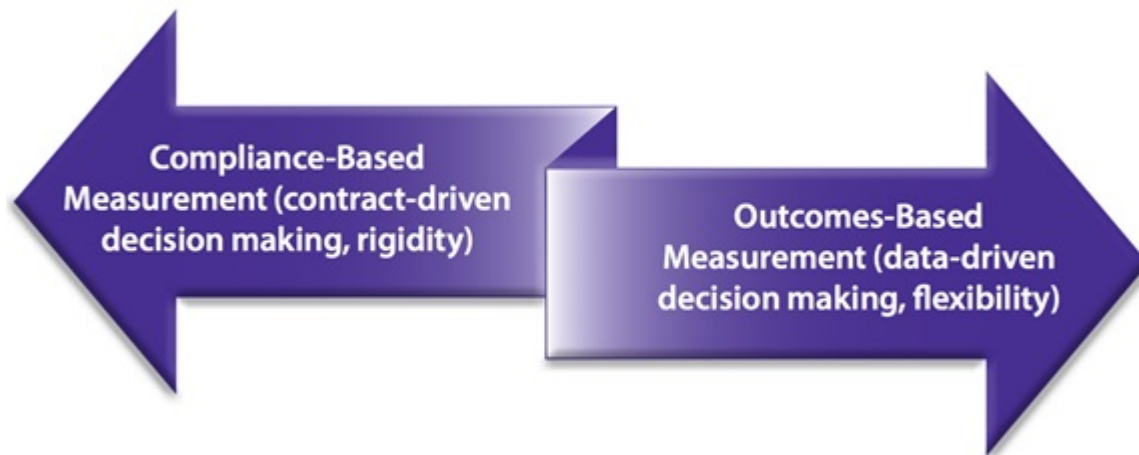 Compliance-Based
Measurement (contract-driven
decision making, rigidity)
Outcomes-Based
Measurement (data-driven
decision making, flexibility)